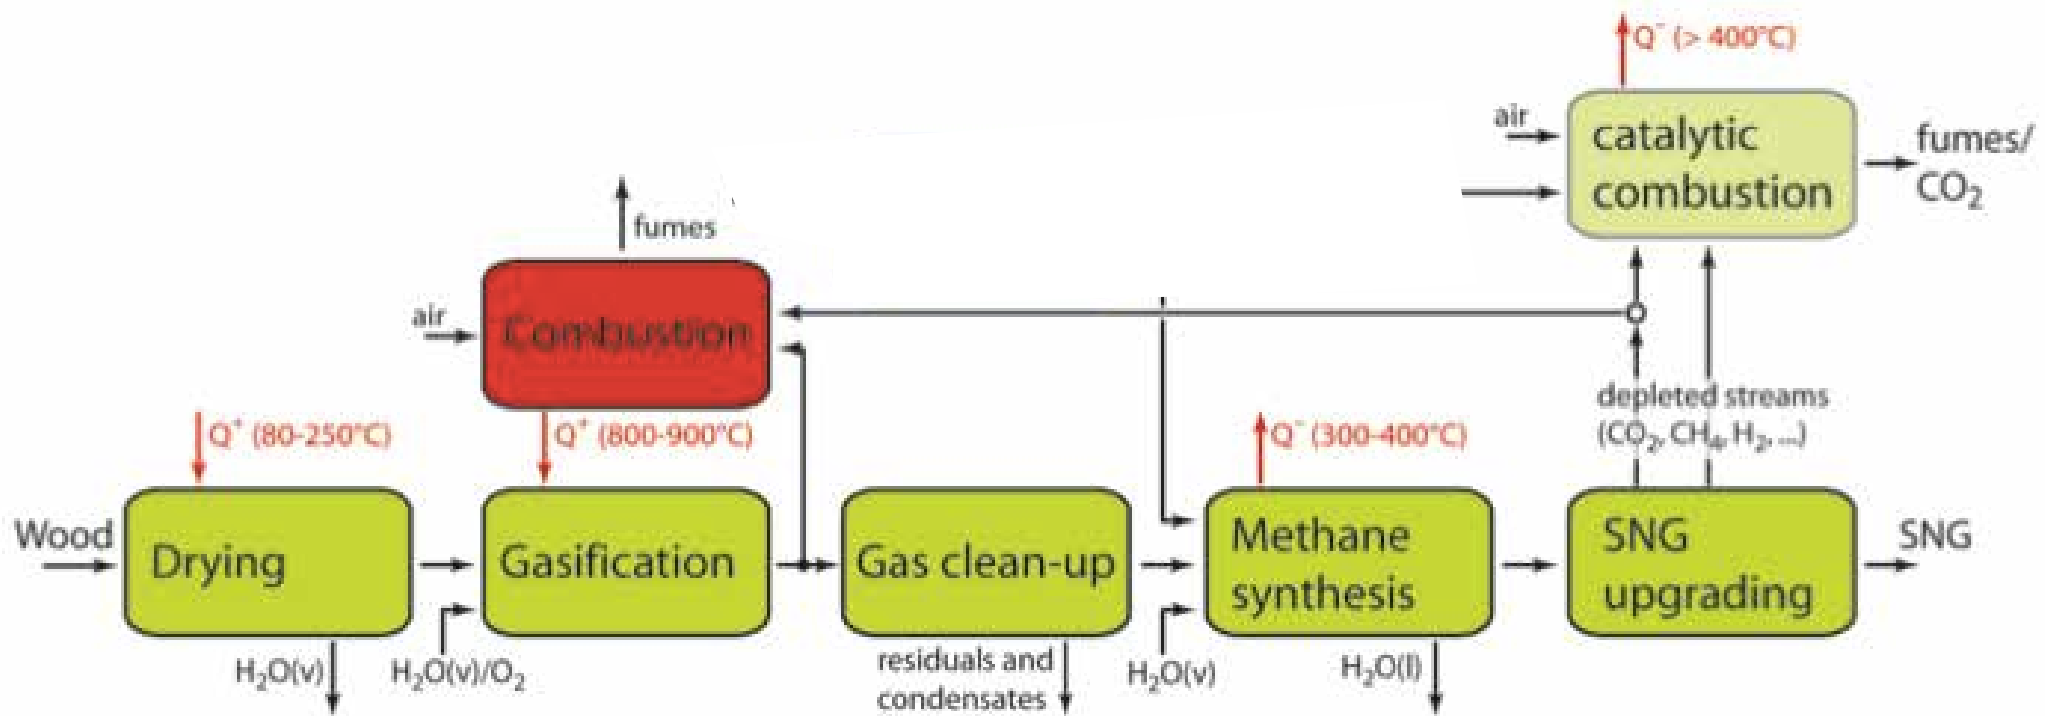 Q⁻ (> 400°C)
air
catalytic
combustion
fumes/
CO₂
fumes
air
Combustion
depleted streams
(CO₂, CH₄, H₂, ...)
Q⁺ (80-250°C)
Q⁺ (800-900°C)
Q⁻ (300-400°C)
Wood
Drying
Gasification
Gas clean-up
Methane
synthesis
SNG
upgrading
SNG
H₂O(v)
H₂O(v)/O₂
residuals and
condensates
H₂O(v)
H₂O(l)